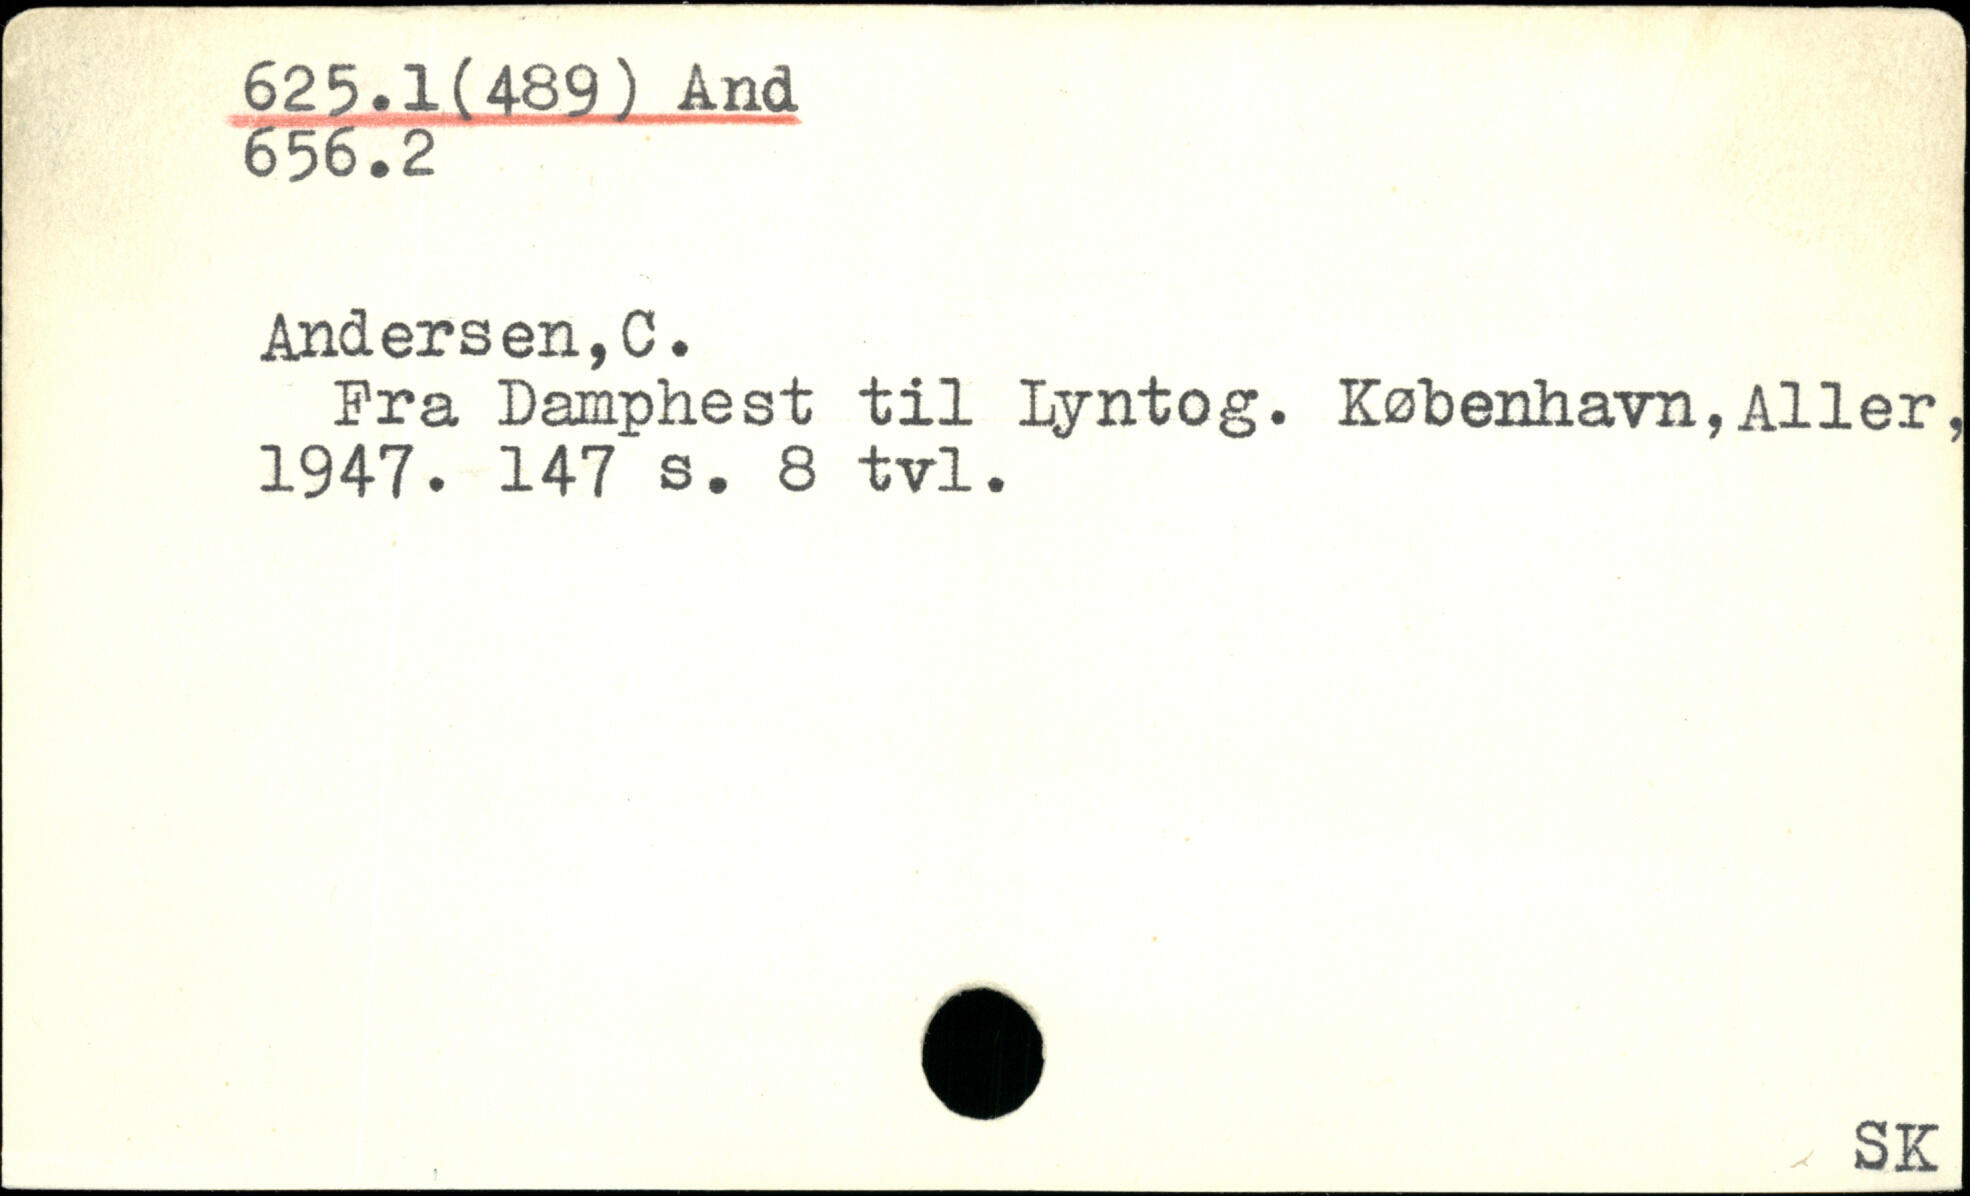 625.1(489) And
656.2
Andersen,C.
Fra Damphest til Lyntog. København,Aller,
1947. 147 s. 8 tvl.
SK